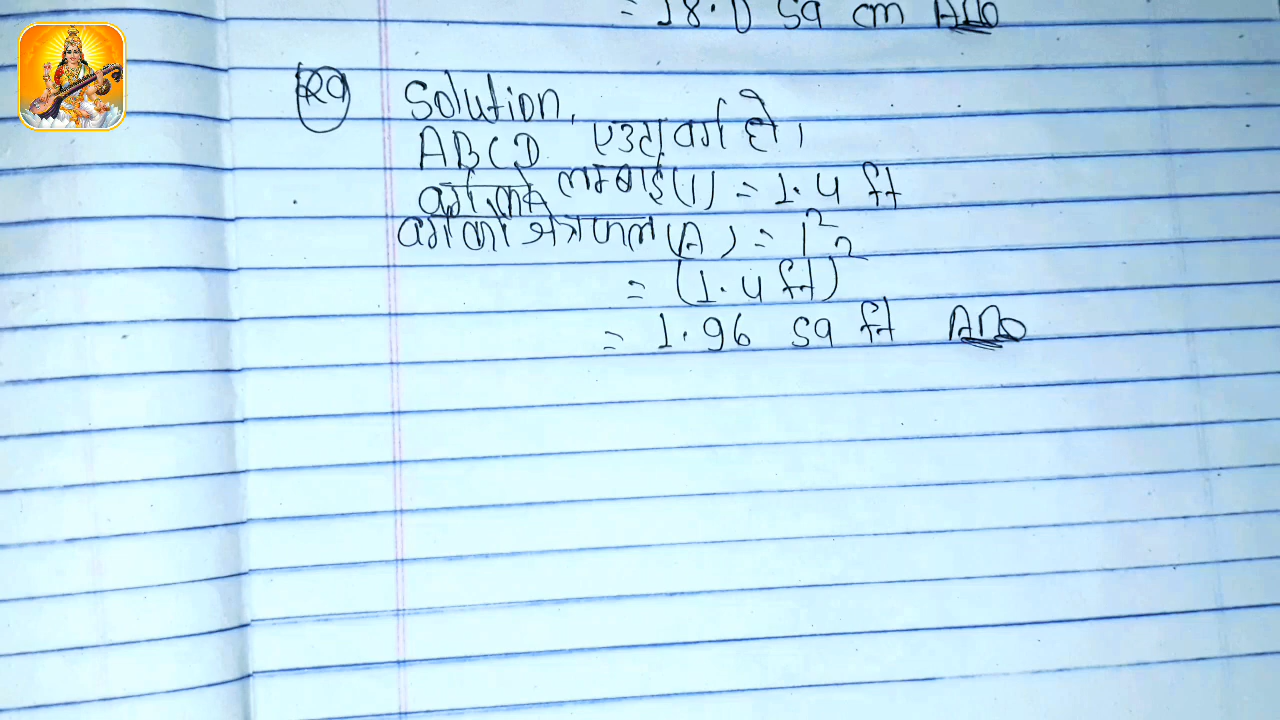 = 18.0 sq cm Ans
29 Solution,
ABCD एउटा वर्ग हो।
वर्गको लम्बाई(l) = 1.4 ft
वर्गको क्षेत्रफल(A) = l²
= (1.4 ft)²
= 1.96 sq ft Ans